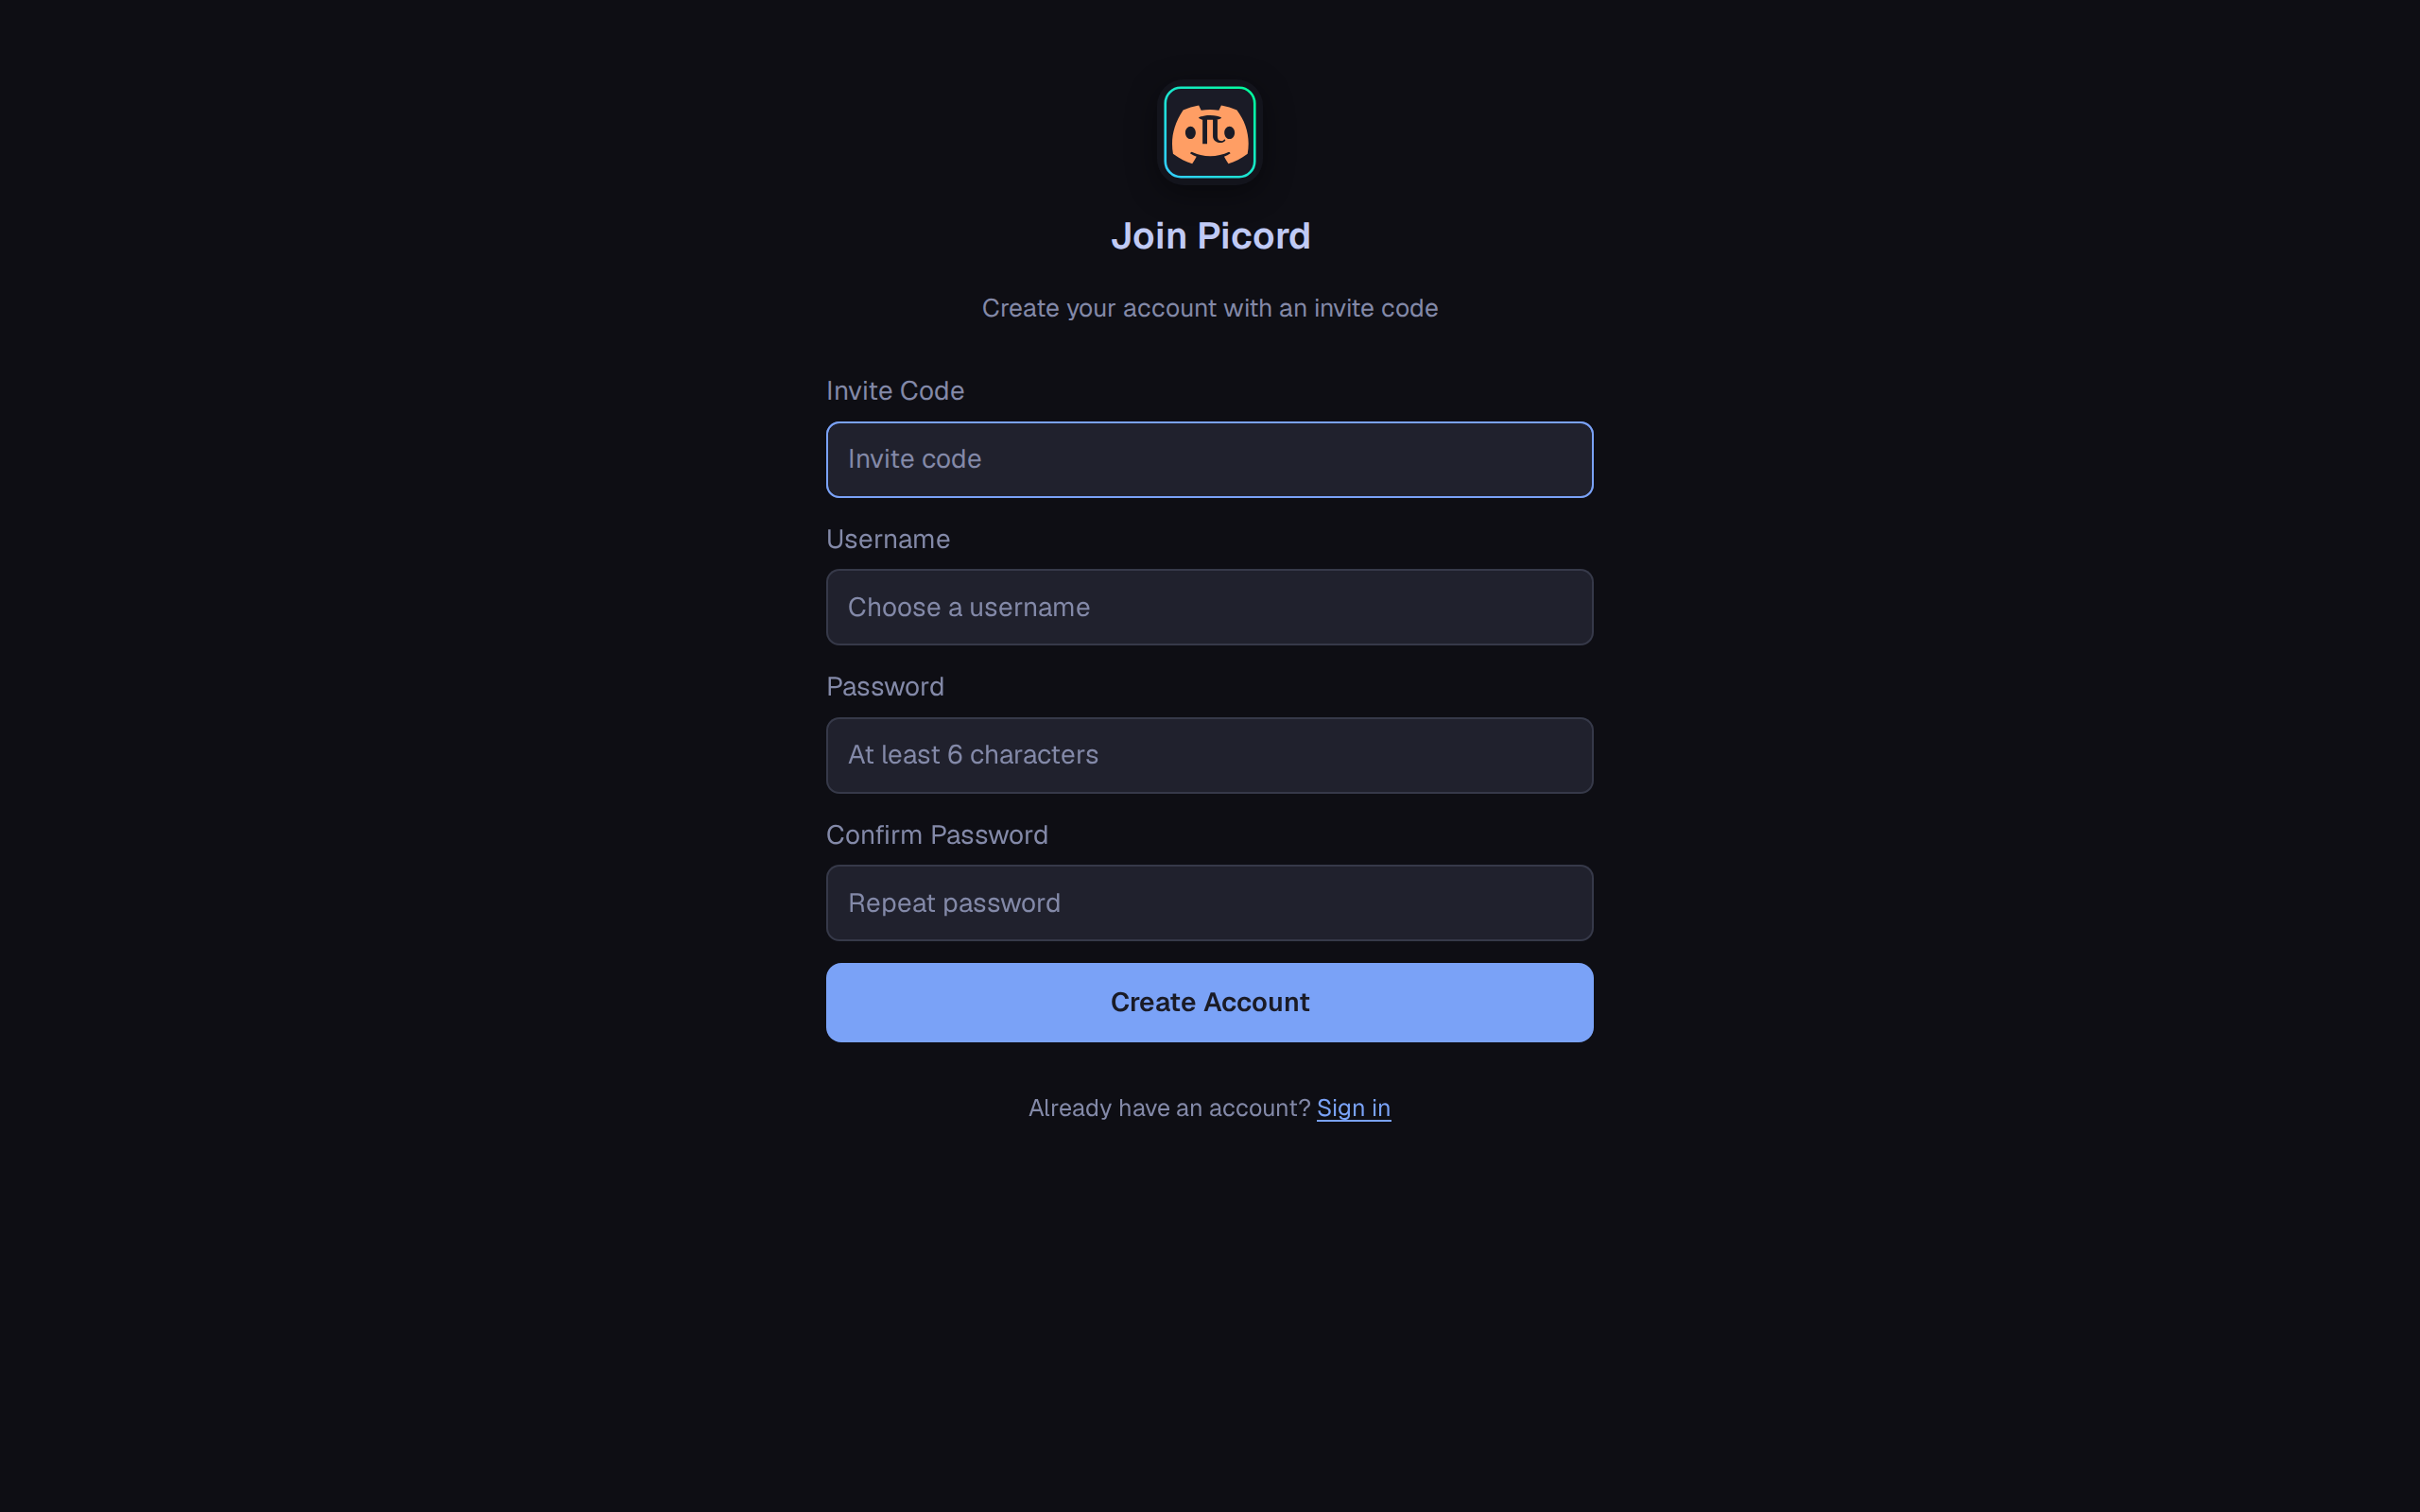 π
Join Picord
Create your account with an invite code
Invite Code
Invite code
Username
Choose a username
Password
At least 6 characters
Confirm Password
Repeat password
Create Account
Already have an account? Sign in